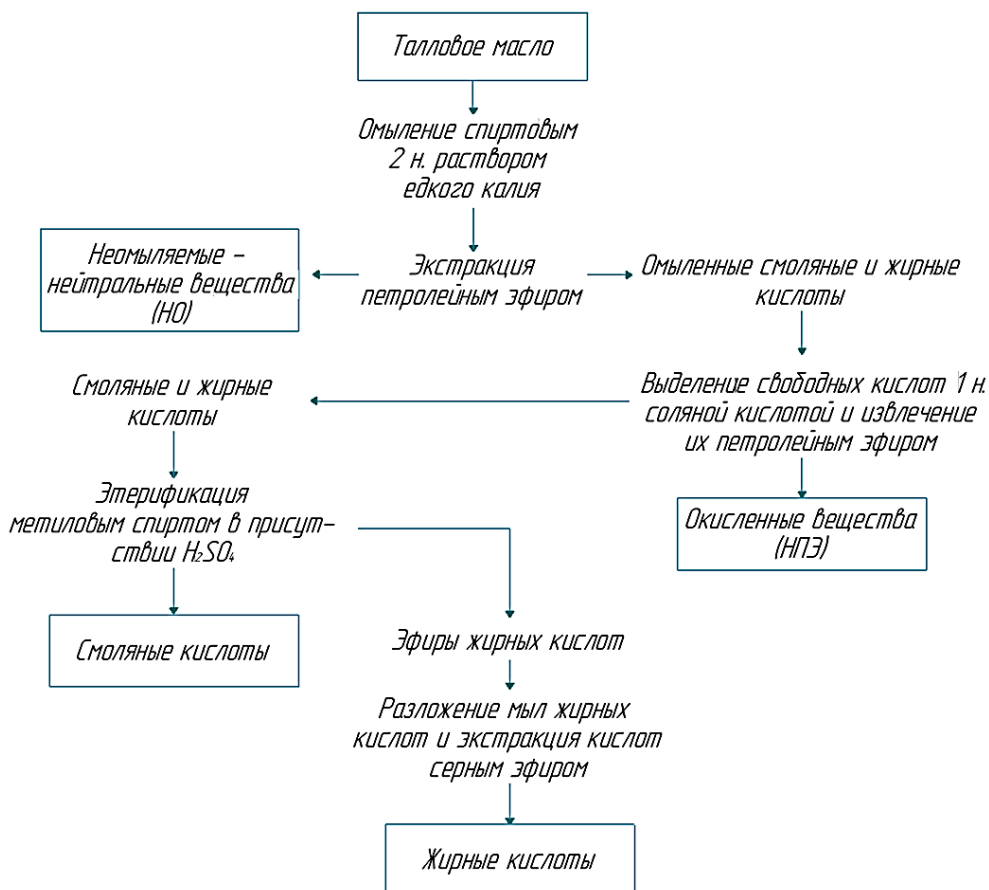 Талловое масло
Омыление спиртовым
2 н. раствором
едкого калия
Неомыляемые –
нейтральные вещества
(НО)
Экстракция
петролейным эфиром
Омыленные смоляные и жирные
кислоты
Смоляные и жирные
кислоты
Выделение свободных кислот 1 н.
соляной кислотой и извлечение
их петролейным эфиром
Этерификация
метиловым спиртом в присут–
ствии H₂SO₄
Окисленные вещества
(НПЭ)
Смоляные кислоты
Эфиры жирных кислот
Разложение мыл жирных
кислот и экстракция кислот
серным эфиром
Жирные кислоты